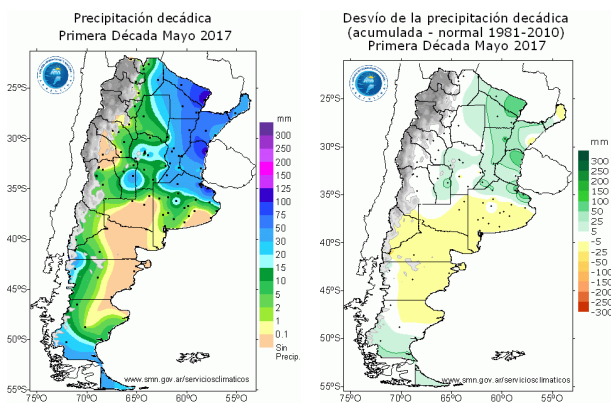 Precipitación decádica
Primera Década Mayo 2017
20°S
25°S
30°S
35°S
40°S
45°S
50°S
55°S
75°O
70°O
65°O
60°O
55°O
mm
300
250
200
150
125
100
75
50
30
20
15
10
5
2
1
0.1
Sin
Precip.
www.smn.gov.ar/serviciosclimaticos
Desvío de la precipitación decádica
(acumulada - normal 1981-2010)
Primera Década Mayo 2017
20°S
25°S
30°S
35°S
40°S
45°S
50°S
55°S
75°O
70°O
65°O
60°O
55°O
mm
300
200
150
100
50
25
5
-5
-25
-50
-100
-150
-200
-300
www.smn.gov.ar/serviciosclimaticos